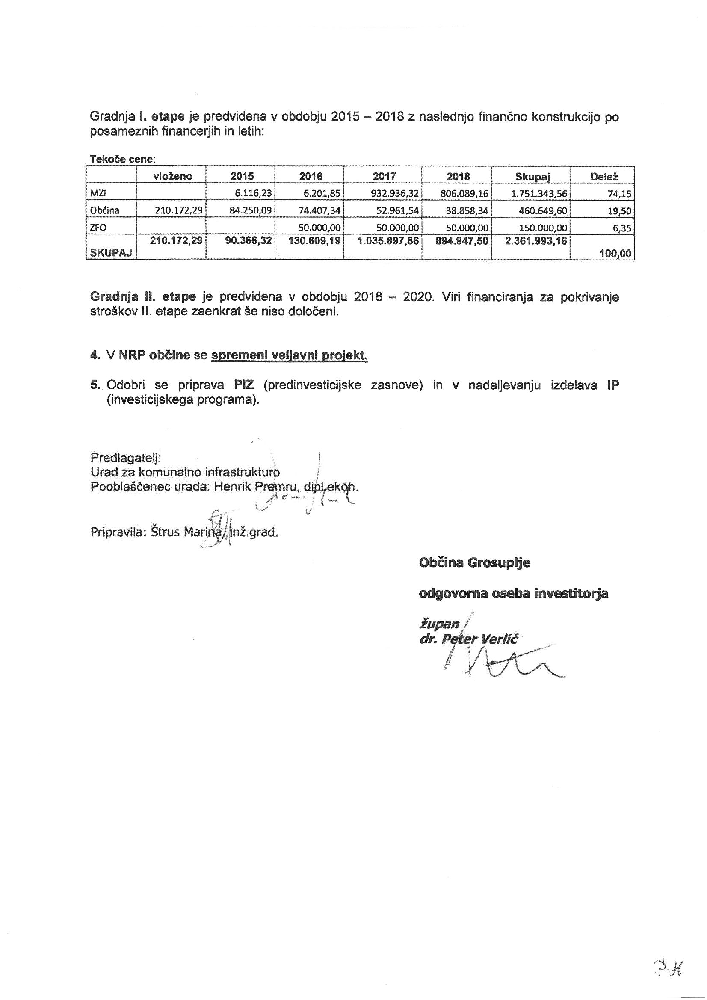 Gradnja I. etape je predvidena v obdobju 2015 – 2018 z naslednjo finančno konstrukcijo po
posameznih financerjih in letih:
Tekoče cene:
vloženo 2015 2016 2017 2018 Skupaj Delež
MZI 6.116,23 6.201,85 932.936,32 806.089,16 1.751.343,56 74,15
Občina 210.172,29 84.250,09 74.407,34 52.961,54 38.858,34 460.649,60 19,50
ZFO 50.000,00 50.000,00 50.000,00 150.000,00 6,35
210.172,29 90.366,32 130.609,19 1.035.897,86 894.947,50 2.361.993,16
SKUPAJ 100,00
Gradnja II. etape je predvidena v obdobju 2018 – 2020. Viri financiranja za pokrivanje
stroškov II. etape zaenkrat še niso določeni.
4. V NRP občine se spremeni veljavni projekt.
5. Odobri se priprava PIZ (predinvesticijske zasnove) in v nadaljevanju izdelava IP
(investicijskega programa).
Predlagatelj:
Urad za komunalno infrastrukturo
Pooblaščenec urada: Henrik Premru, dipl.ekon.
Pripravila: Štrus Marina, inž.grad.
Občina Grosuplje
odgovorna oseba investitorja
župan
dr. Peter Verlič